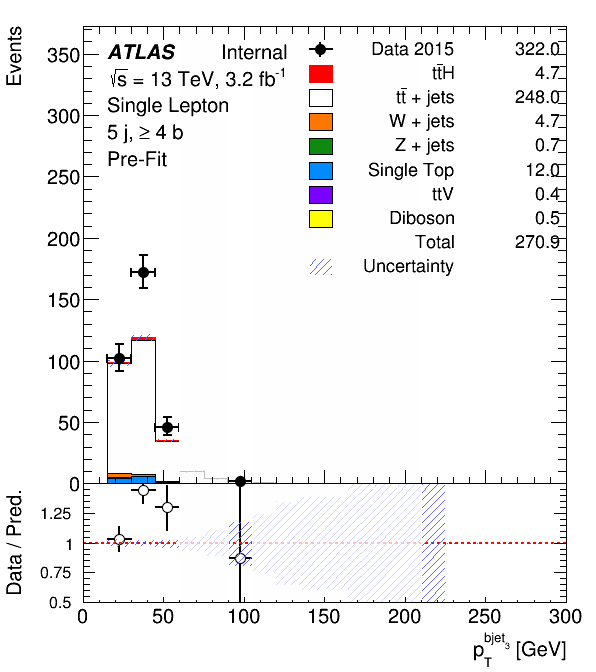 Events
ATLAS Internal
√s = 13 TeV, 3.2 fb⁻¹
Single Lepton
5 j, ≥ 4 b
Pre-Fit
Data 2015 322.0
tt̄H 4.7
tt̄ + jets 248.0
W + jets 4.7
Z + jets 0.7
Single Top 12.0
ttV 0.4
Diboson 0.5
Total 270.9
Uncertainty
350
300
250
200
150
100
50
0
Data / Pred.
1.25
1
0.75
0.5
0 50 100 150 200 250 300
p_T^{bjet_3} [GeV]